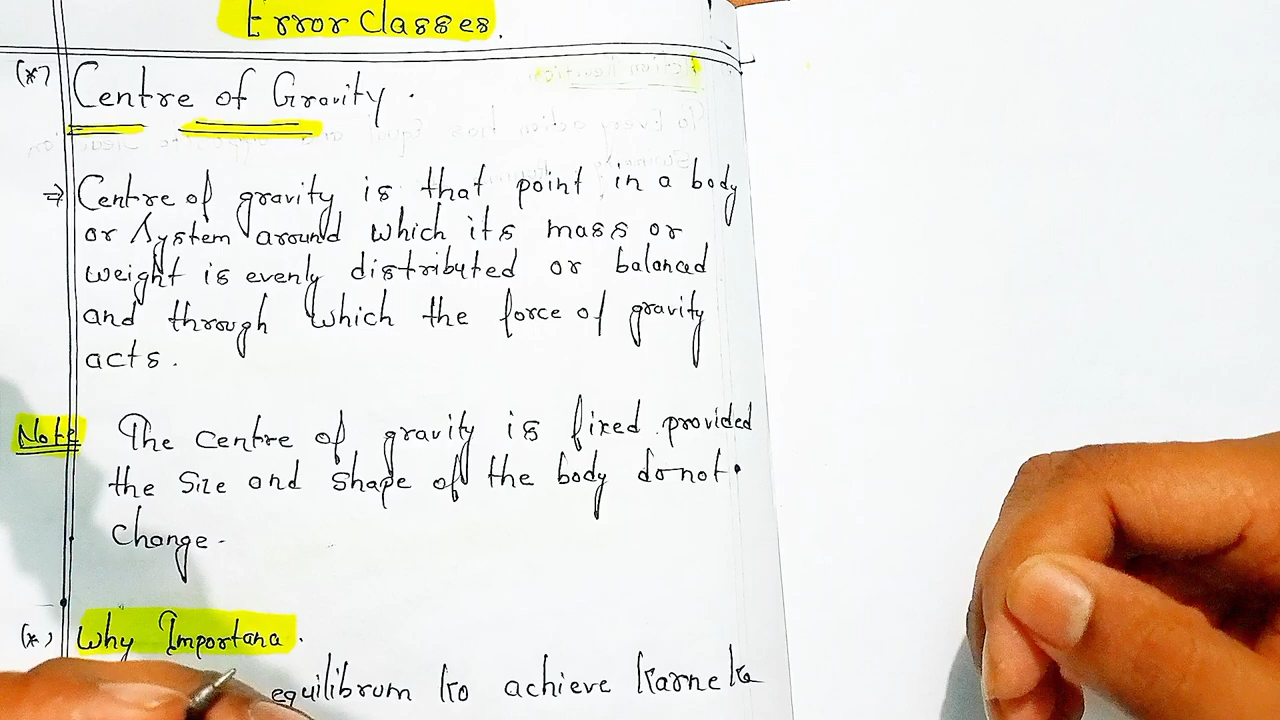 Error Classes.
(*) Centre of Gravity.
⇒ Centre of gravity is that point in a body
or System around which its mass or
weight is evenly distributed or balanced
and through which the force of gravity
acts.
Note The centre of gravity is fixed provided
the Size and shape of the body do not
change.
(*) Why Importana.
equilibrum ko achieve karne ka